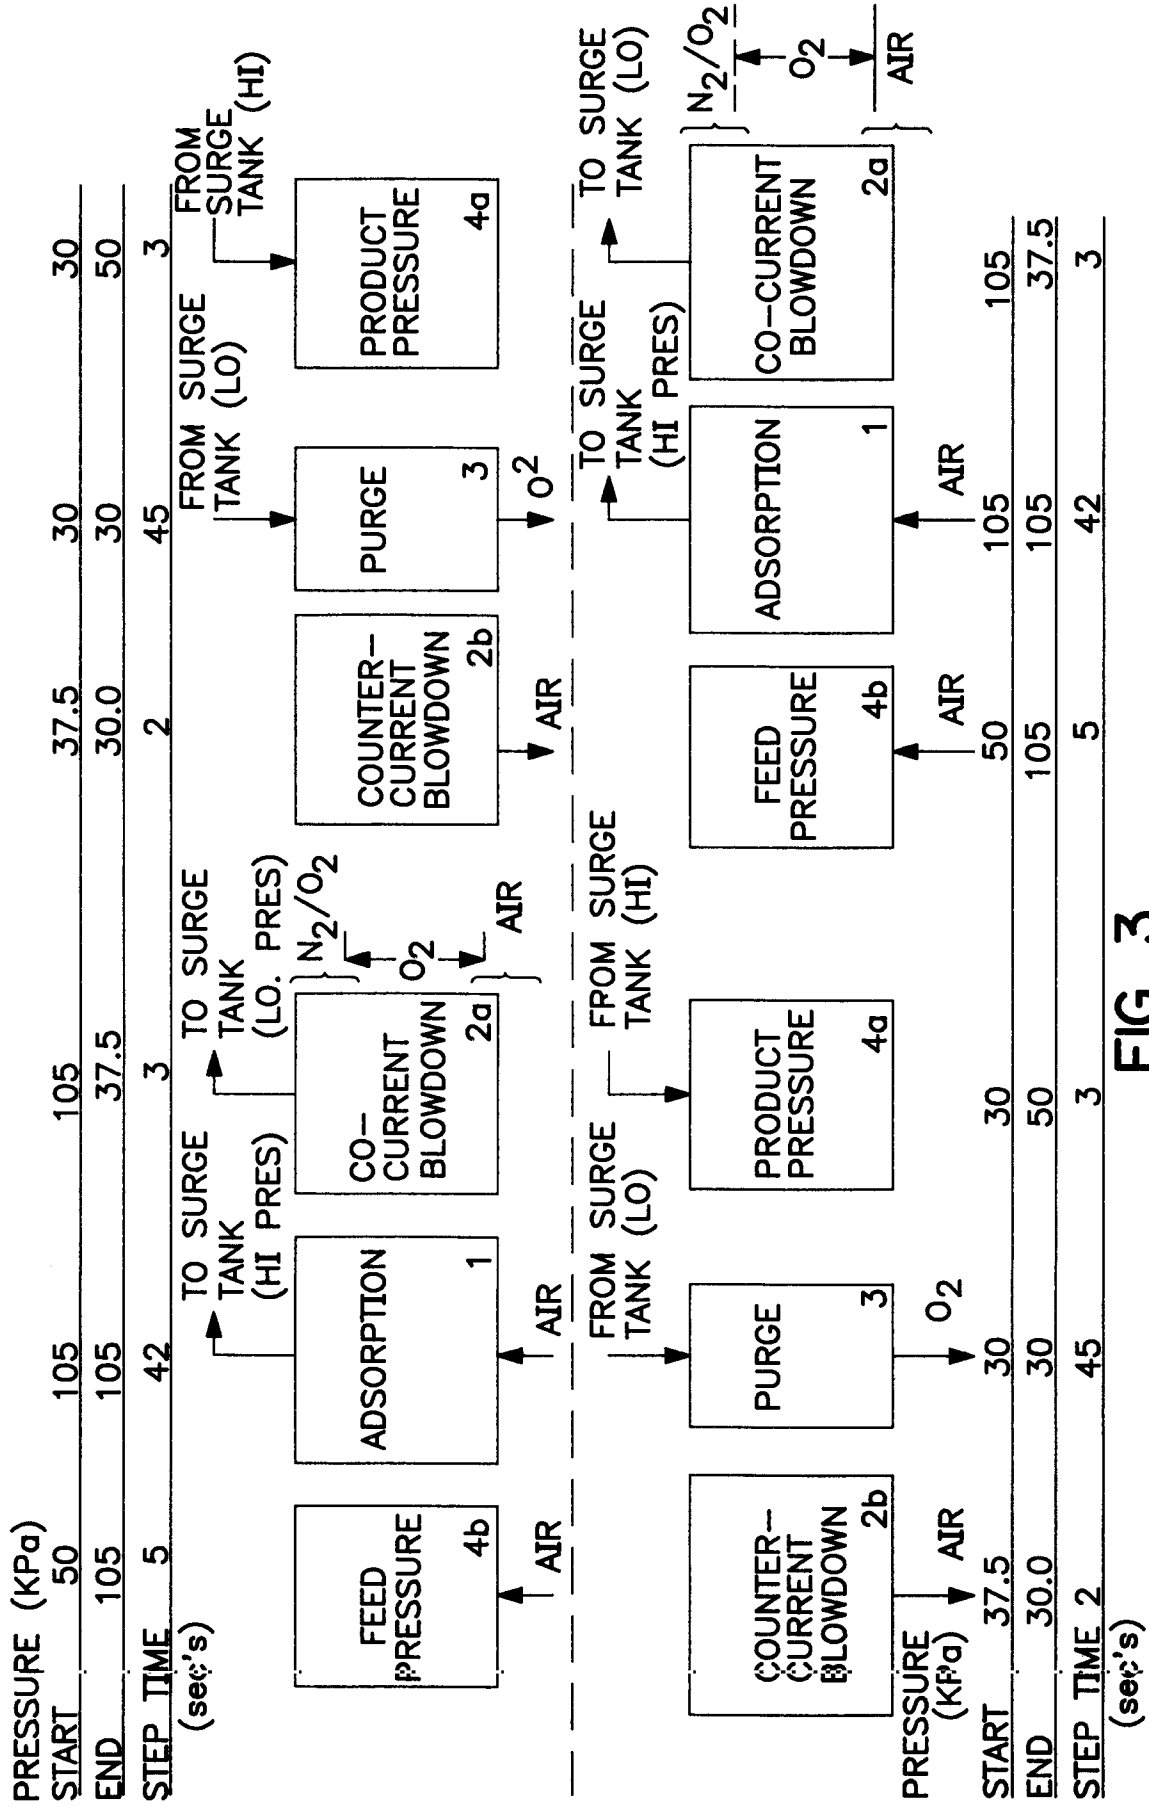 PRESSURE (KPa)
START 50 105 105 37.5 30 30
END 105 105 37.5 30.0 30 50
STEP TIME 5 42 3 2 45 3
(sec's)
TO SURGE
TANK
(HI PRES)
TO SURGE
TANK
(LO. PRES)
FROM SURGE
TANK (LO)
FROM
SURGE
TANK (HI)
FEED
PRESSURE
4b
AIR
ADSORPTION
1
AIR
CO-
CURRENT
BLOWDOWN
2a
N2/O2
O2
AIR
COUNTER-
CURRENT
BLOWDOWN
2b
AIR
PURGE
3
O2
PRODUCT
PRESSURE
4a
FROM SURGE
TANK (LO)
FROM SURGE
TANK (HI)
TO SURGE
TANK
(HI PRES)
TO SURGE
TANK (LO)
COUNTER-
CURRENT
BLOWDOWN
2b
AIR
PURGE
3
O2
PRODUCT
PRESSURE
4a
FEED
PRESSURE
4b
AIR
ADSORPTION
1
AIR
CO-CURRENT
BLOWDOWN
2a
N2/O2
O2
AIR
PRESSURE
(KPa)
START 37.5 30 30 50 105 105
END 30.0 30 50 105 105 37.5
STEP TIME 2 45 3 5 42 3
(sec's)
FIG. 3